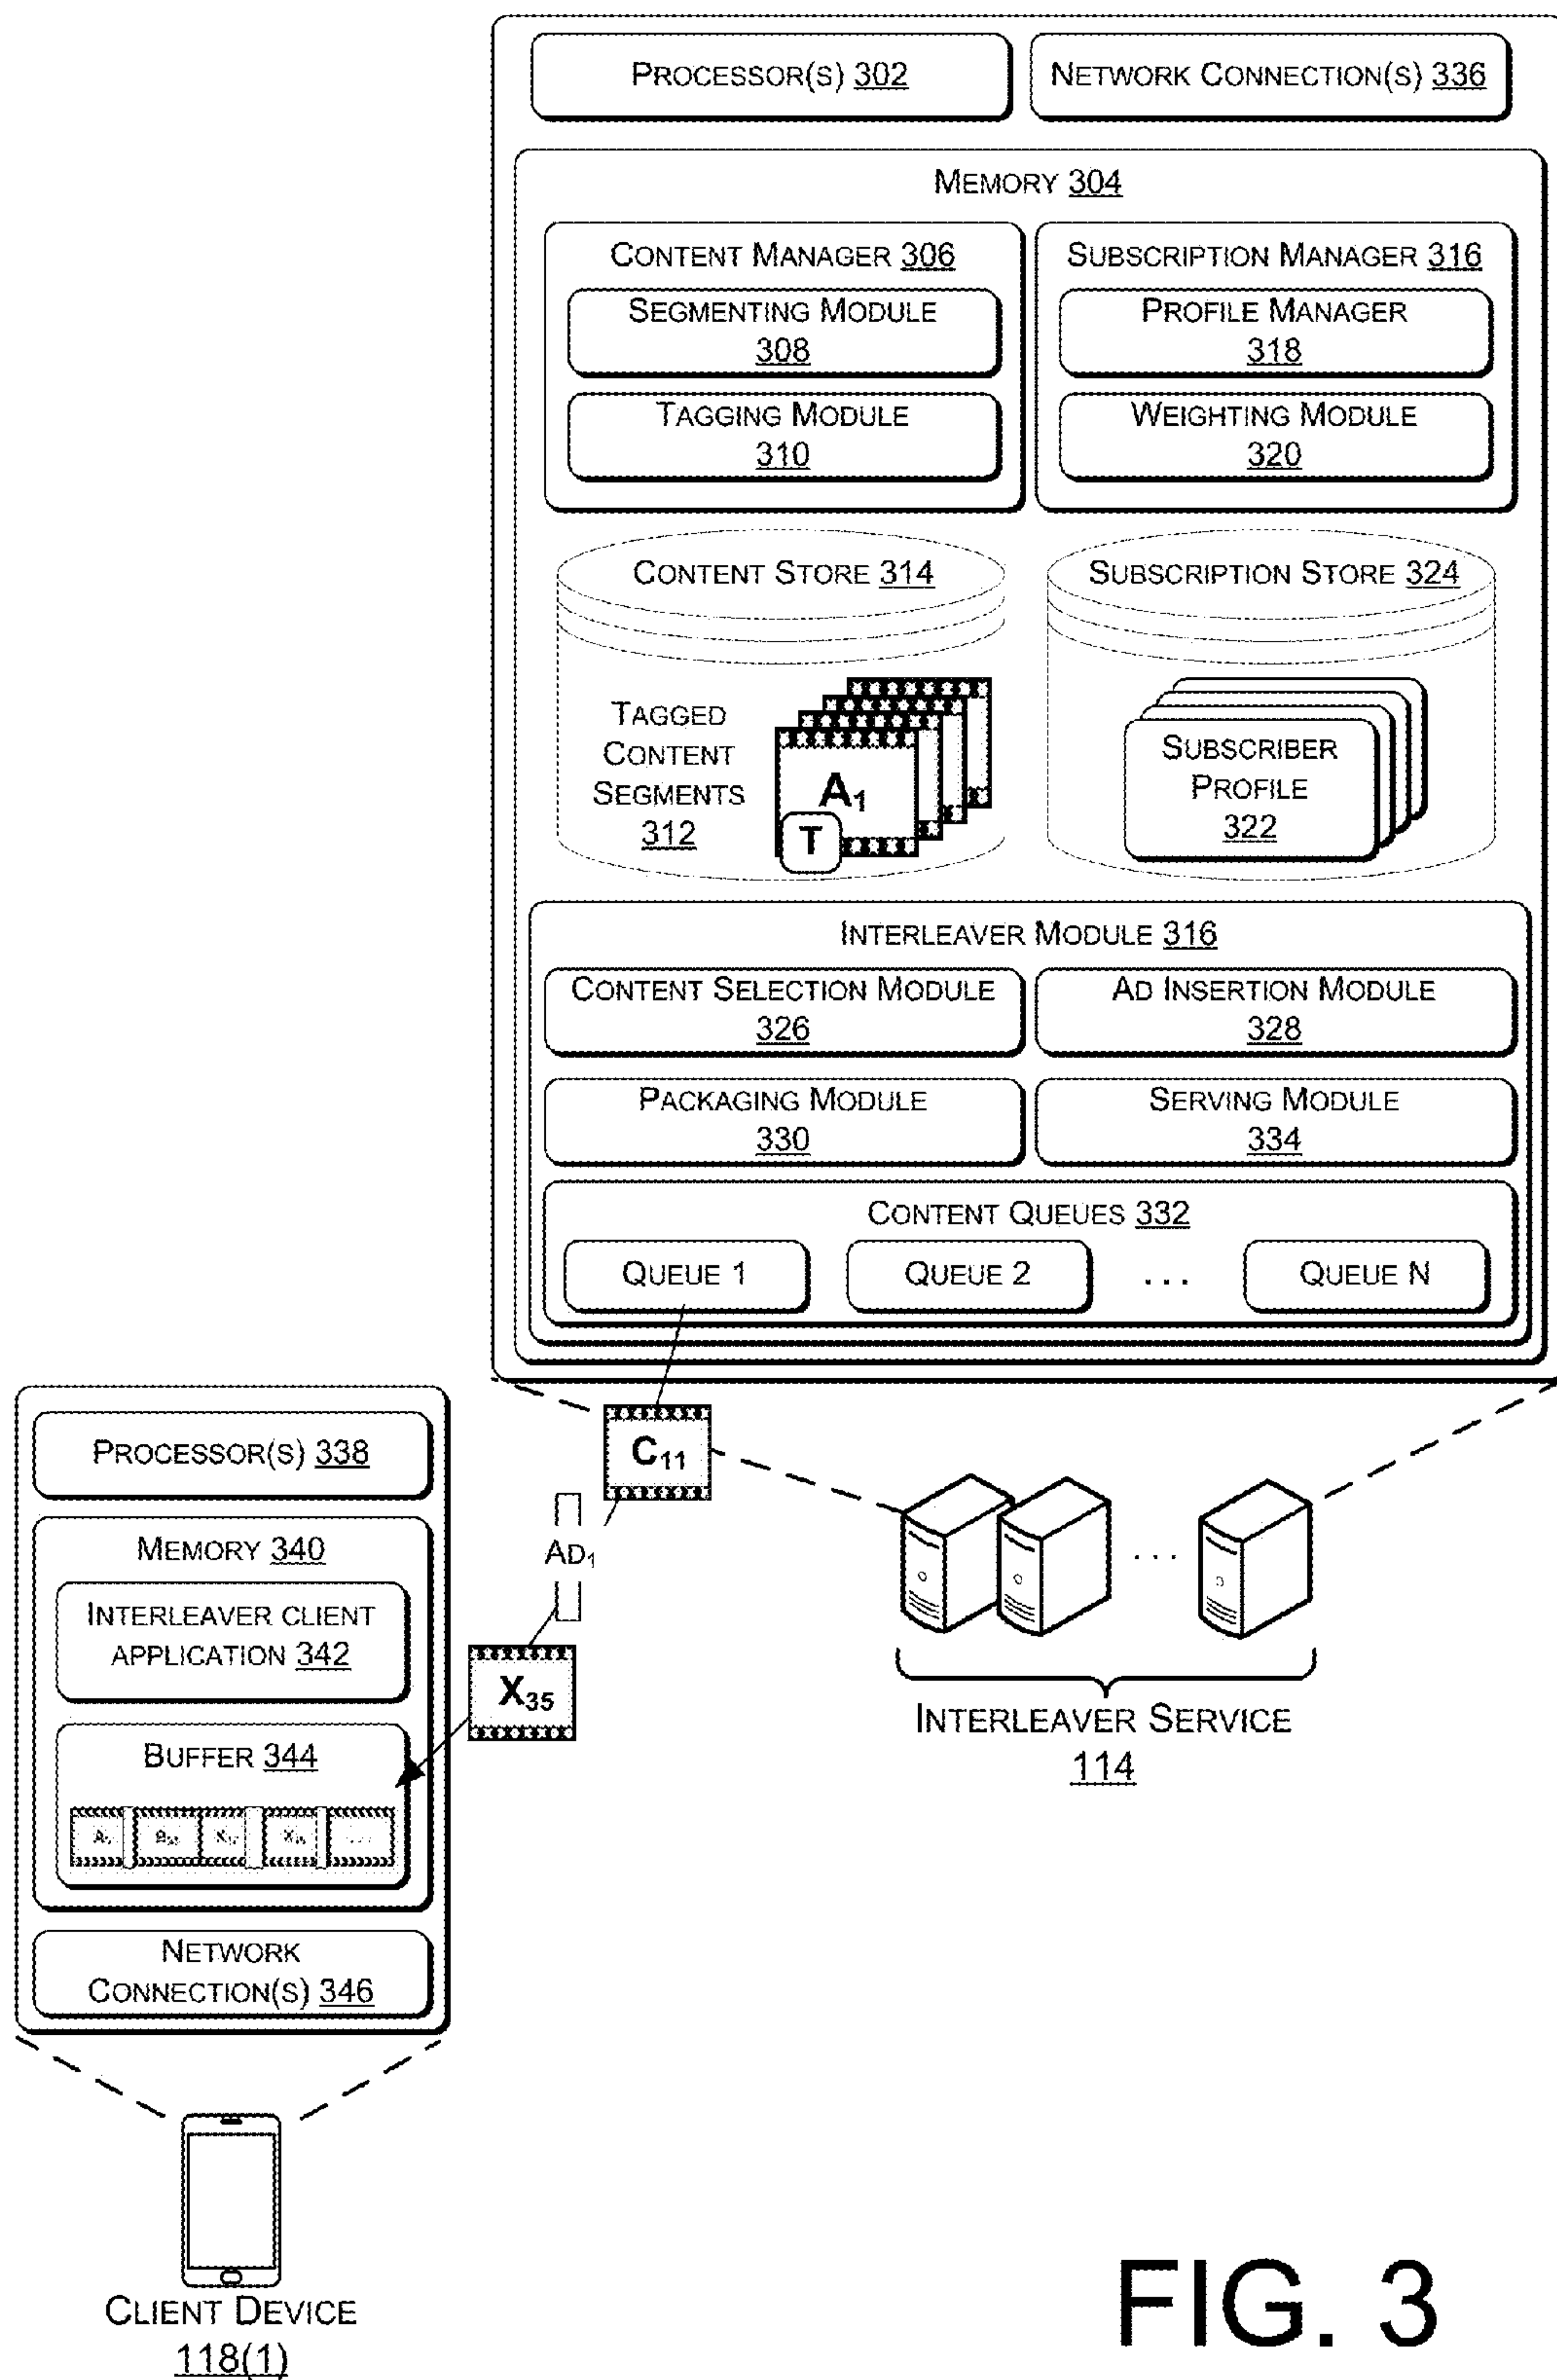 PROCESSOR(S) 302
NETWORK CONNECTION(S) 336
MEMORY 304
CONTENT MANAGER 306
SEGMENTING MODULE
308
TAGGING MODULE
310
SUBSCRIPTION MANAGER 316
PROFILE MANAGER
318
WEIGHTING MODULE
320
CONTENT STORE 314
TAGGED
CONTENT
SEGMENTS
312
A1
T
SUBSCRIPTION STORE 324
SUBSCRIBER
PROFILE
322
INTERLEAVER MODULE 316
CONTENT SELECTION MODULE
326
AD INSERTION MODULE
328
PACKAGING MODULE
330
SERVING MODULE
334
CONTENT QUEUES 332
QUEUE 1
QUEUE 2
...
QUEUE N
C11
AD1
X35
PROCESSOR(S) 338
MEMORY 340
INTERLEAVER CLIENT
APPLICATION 342
BUFFER 344
NETWORK
CONNECTION(S) 346
...
INTERLEAVER SERVICE
114
CLIENT DEVICE
118(1)
FIG. 3